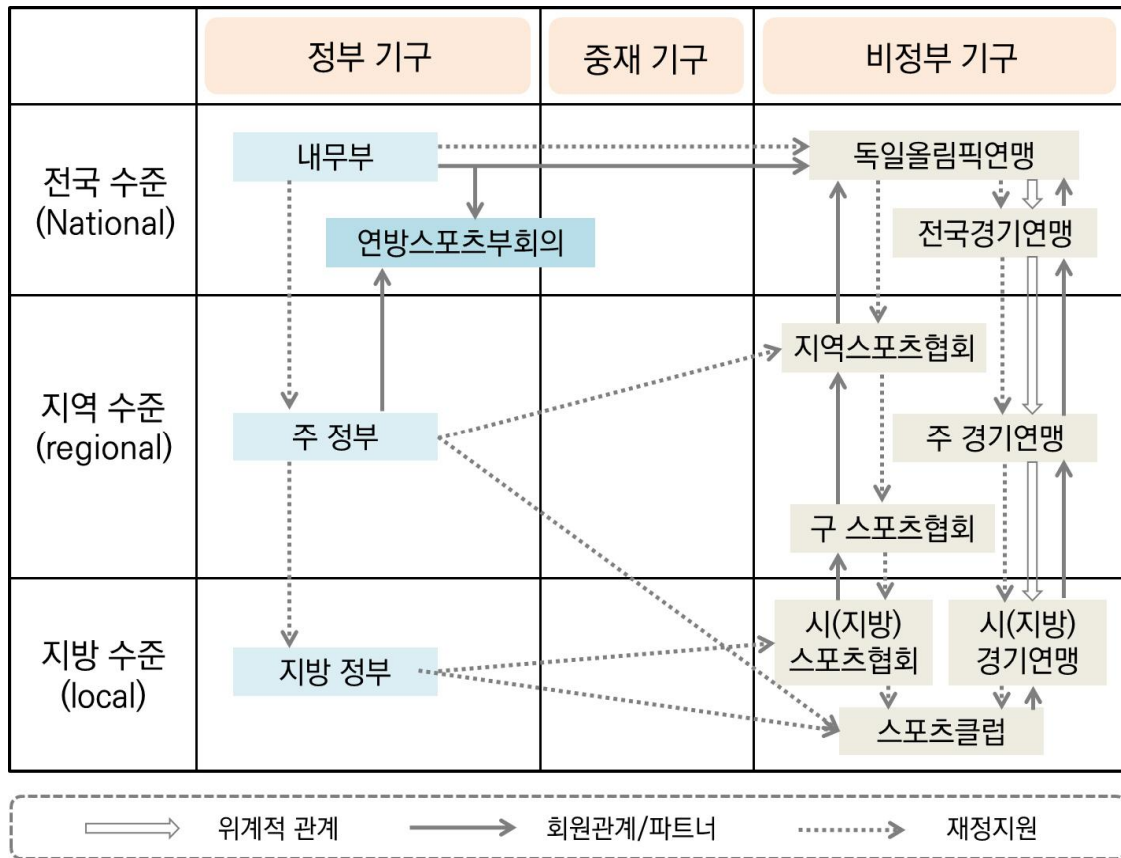 정부 기구
중재 기구
비정부 기구
전국 수준
(National)
내무부
독일올림픽연맹
연방스포츠부회의
전국경기연맹
지역 수준
(regional)
지역스포츠협회
주 정부
주 경기연맹
구 스포츠협회
지방 수준
(local)
지방 정부
시(지방)
스포츠협회
시(지방)
경기연맹
스포츠클럽
위계적 관계
회원관계/파트너
재정지원